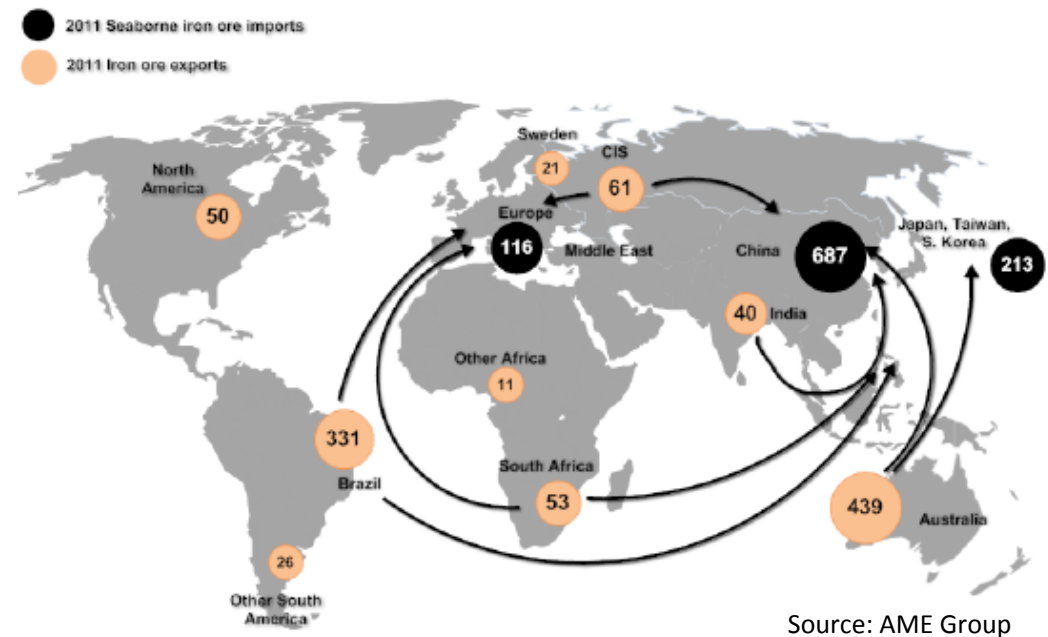 2011 Seaborne iron ore imports
2011 Iron ore exports
Sweden
21
CIS
61
North
America
50
Europe
116
Middle East
China
687
Japan, Taiwan,
S. Korea
213
40
India
Other Africa
11
331
Brazil
South Africa
53
439
Australia
26
Other South
America
Source: AME Group